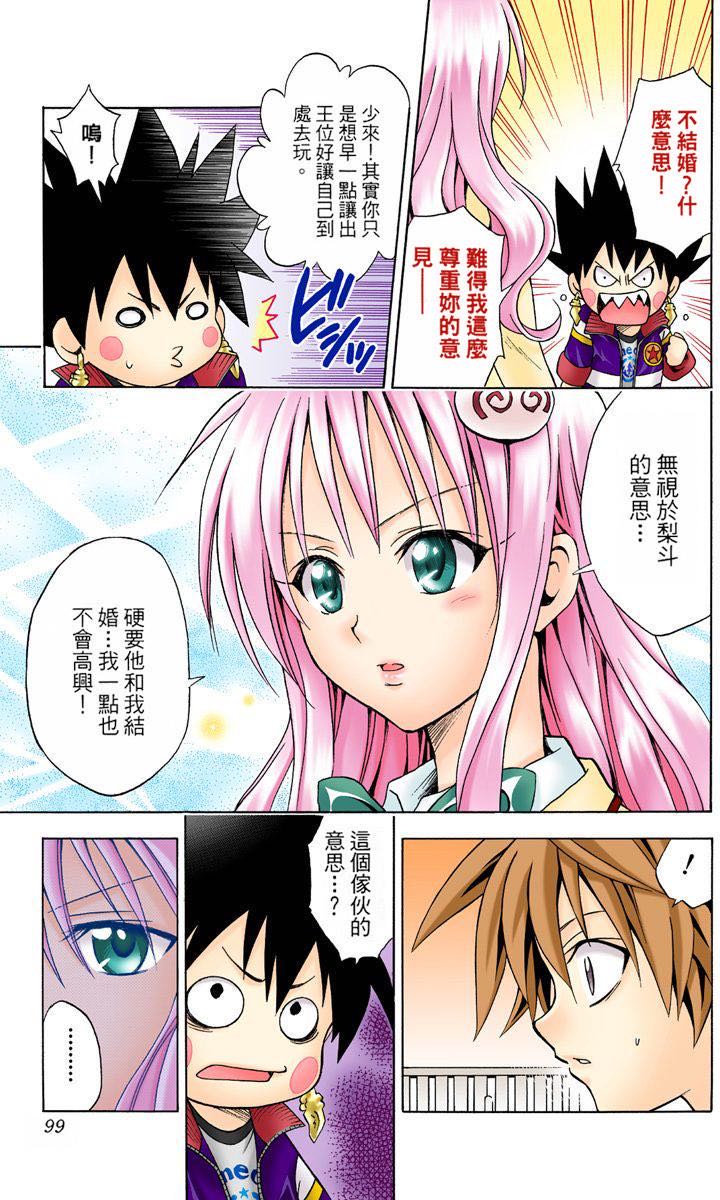 不結婚？什
麼意思！
難得我這麼
尊重妳的意
見——
少來！其實你只
是想早一點讓出
王位好讓自己到
處去玩。
ビシッ
嗚！
無視於梨斗
的意思…
硬要他和我結
婚…我一點也
不會高興！
！
這個傢伙的
意思…？
………
99